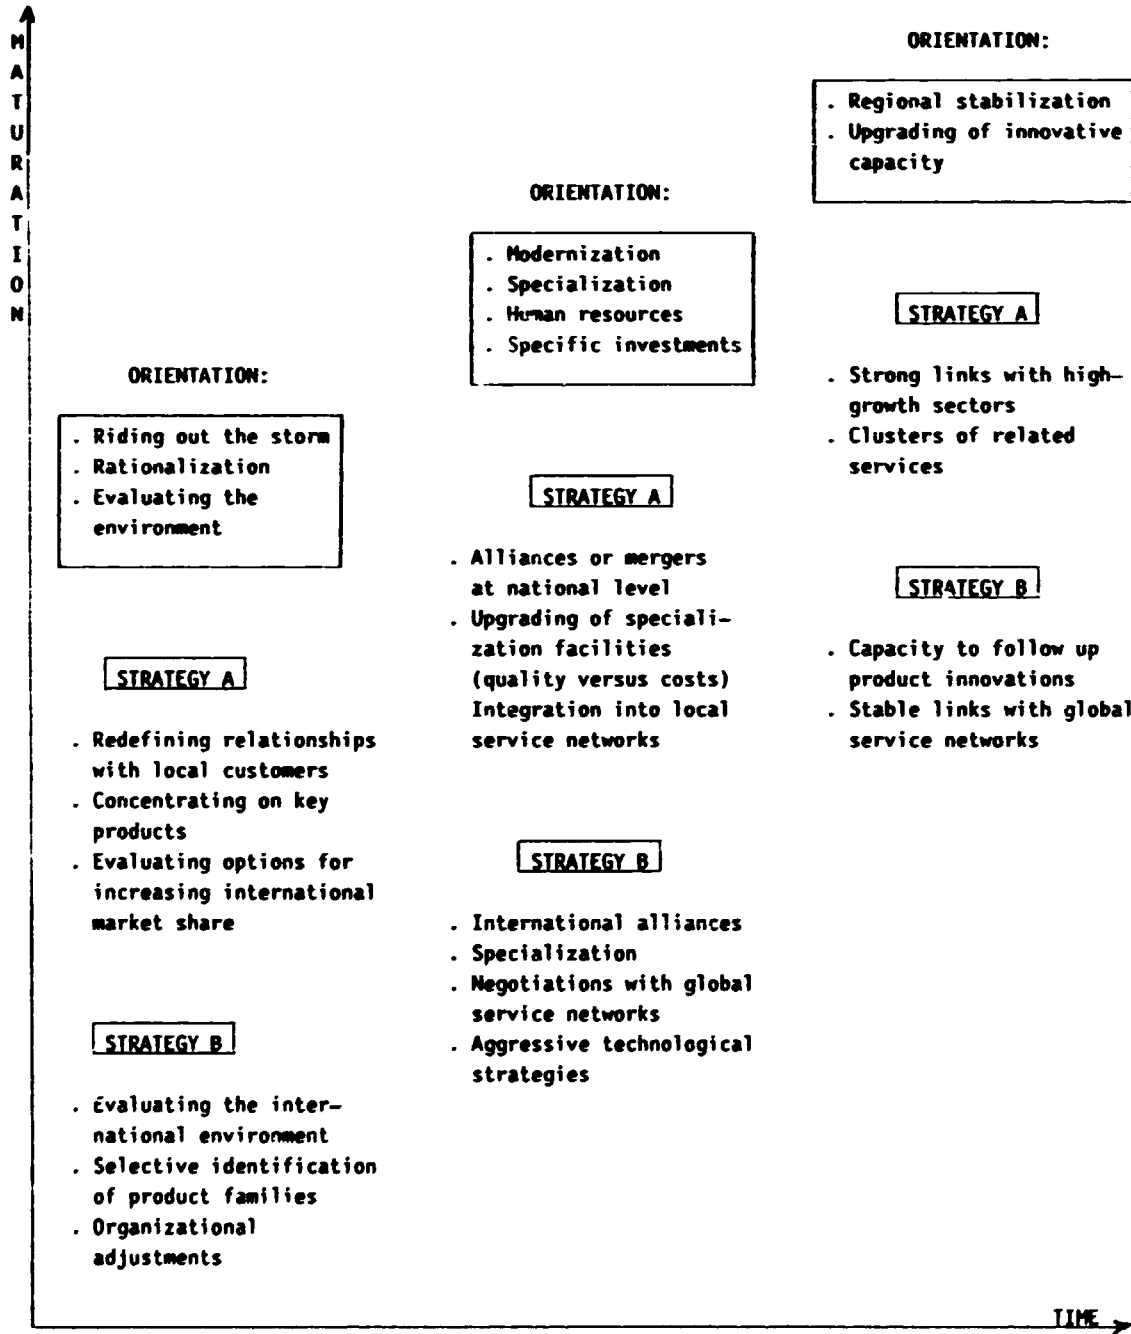 MATURATION
ORIENTATION:
. Riding out the storm
. Rationalization
. Evaluating the
environment
STRATEGY A
. Redefining relationships
with local customers
. Concentrating on key
products
. Evaluating options for
increasing international
market share
STRATEGY B
. Evaluating the inter-
national environment
. Selective identification
of product families
. Organizational
adjustments
ORIENTATION:
. Modernization
. Specialization
. Human resources
. Specific investments
STRATEGY A
. Alliances or mergers
at national level
. Upgrading of speciali-
zation facilities
(quality versus costs)
Integration into local
service networks
STRATEGY B
. International alliances
. Specialization
. Negotiations with global
service networks
. Aggressive technological
strategies
ORIENTATION:
. Regional stabilization
. Upgrading of innovative
capacity
STRATEGY A
. Strong links with high-
growth sectors
. Clusters of related
services
STRATEGY B
. Capacity to follow up
product innovations
. Stable links with global
service networks
TIME